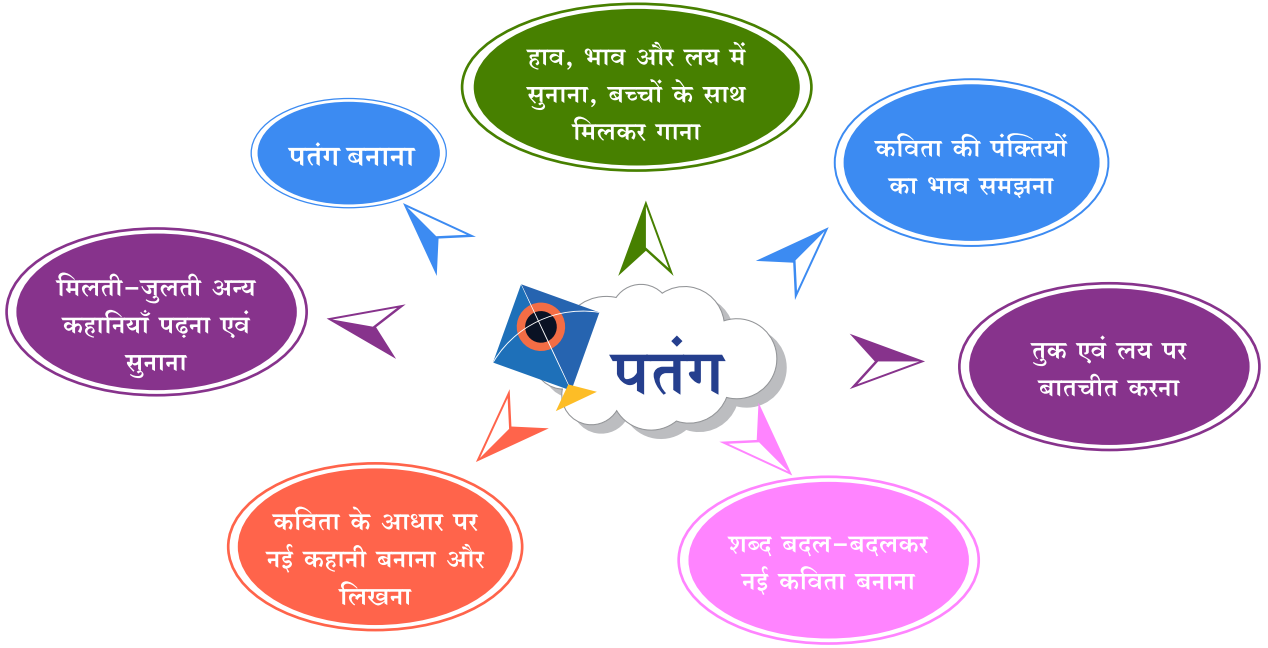 हाव, भाव और लय में
सुनाना, बच्चों के साथ
मिलकर गाना
पतंग बनाना
कविता की पंक्तियों
का भाव समझना
मिलती-जुलती अन्य
कहानियाँ पढ़ना एवं
सुनाना
पतंग
तुक एवं लय पर
बातचीत करना
कविता के आधार पर
नई कहानी बनाना और
लिखना
शब्द बदल-बदलकर
नई कविता बनाना